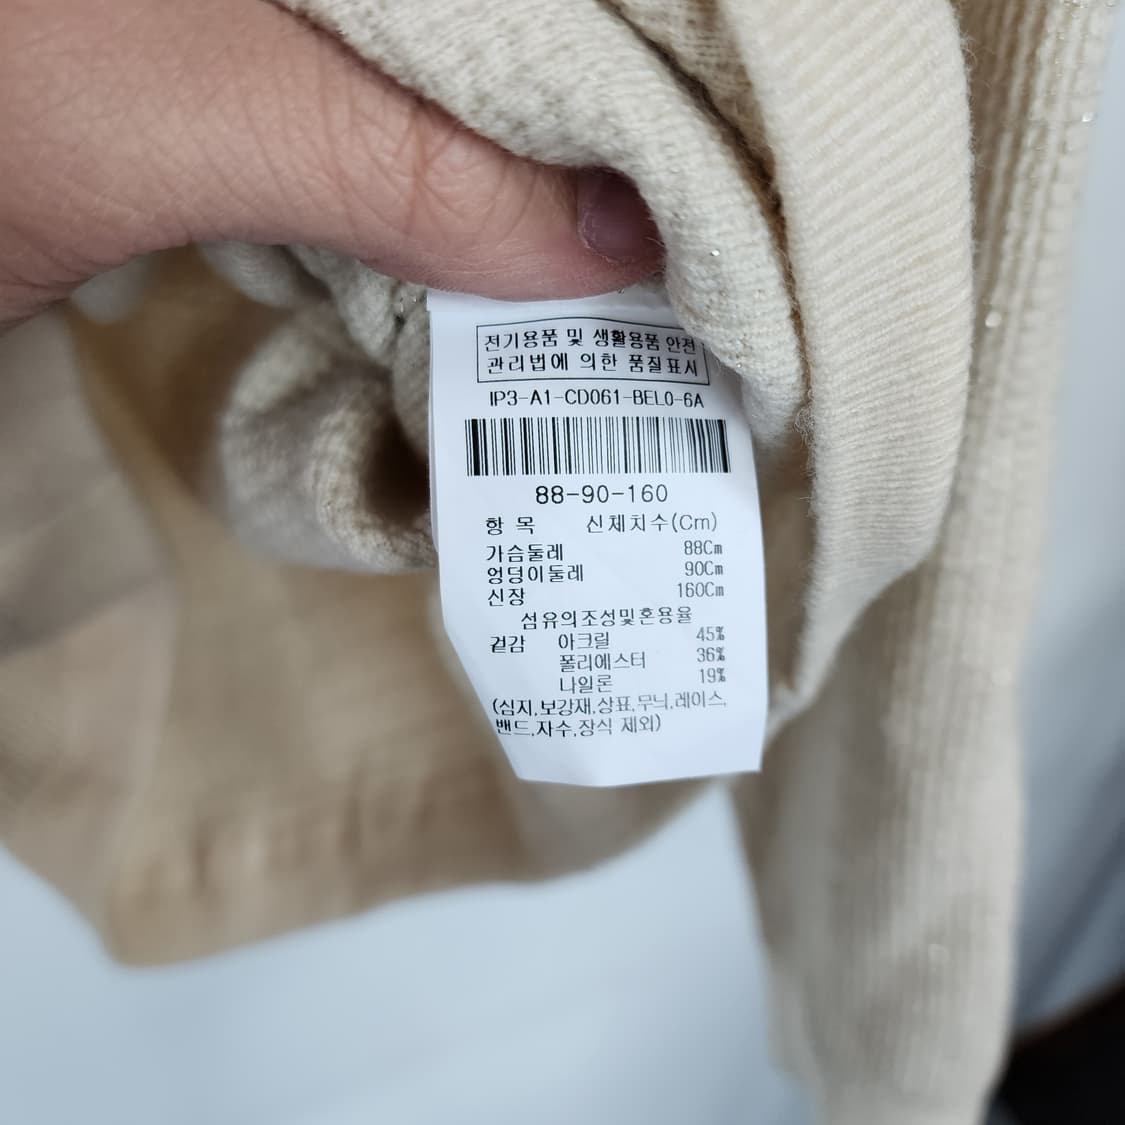 전기용품 및 생활용품 안전
관리법에 의한 품질표시
IP3-A1-CD061-BEL0-6A
88-90-160
항 목 신체치수(Cm)
가슴둘레 88Cm
엉덩이둘레 90Cm
신장 160Cm
섬유의조성및혼용율
겉감 아크릴 45%
폴리에스터 36%
나일론 19%
(심지,보강재,상표,무늬,레이스,
밴드,자수,장식 제외)